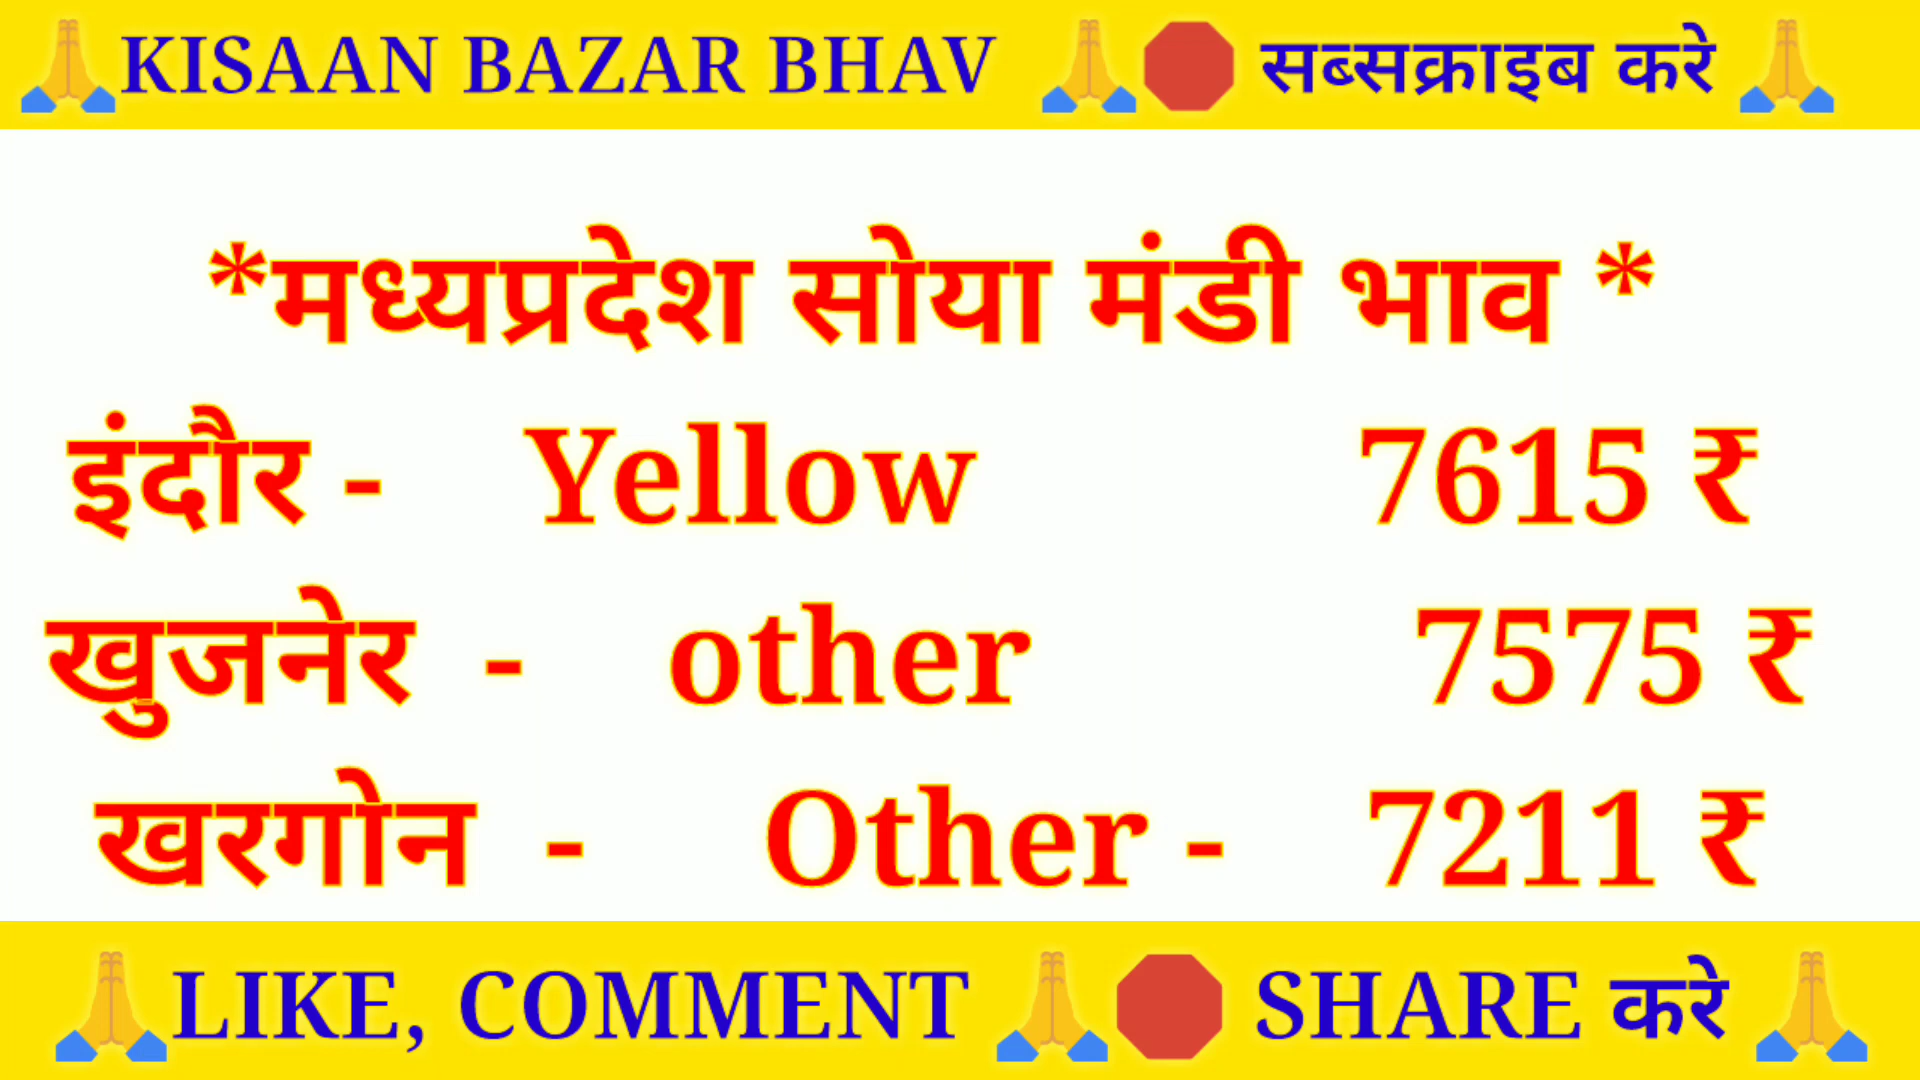 🙏KISAAN BAZAR BHAV 🙏🛑 सब्सक्राइब करे 🙏
*मध्यप्रदेश सोया मंडी भाव *
इंदौर - Yellow 7615 ₹
खुजनेर - other 7575 ₹
खरगोन - Other - 7211 ₹
🙏LIKE, COMMENT 🙏🛑 SHARE करे 🙏